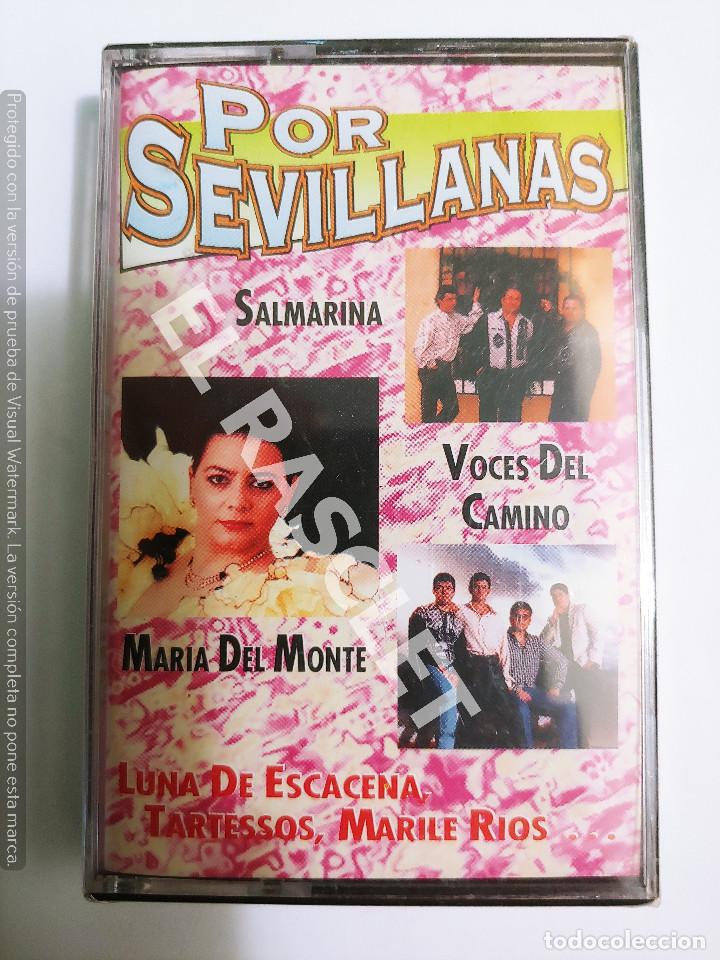 POR
SEVILLANAS
SALMARINA
VOCES DEL
CAMINO
MARIA DEL MONTE
LUNA DE ESCACENA,
TARTESSOS, MARILE RIOS ...
EL RASCLET
Protegido con la versión de prueba de Visual Watermark. La versión completa no pone esta marca.
todocoleccion